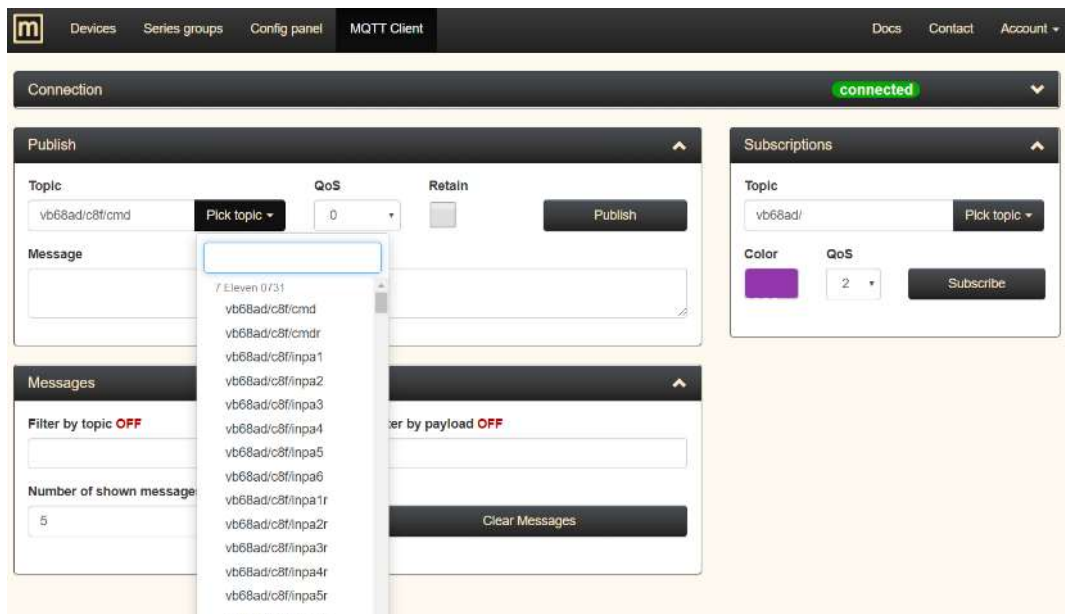 m Devices Series groups Config panel MQTT Client Docs Contact Account
Connection connected
Publish
Topic QoS Retain
vb68ad/c8f/cmd Pick topic 0 Publish
Message
7 Eleven 0731
vb68ad/c8f/cmd
vb68ad/c8f/cmdr
vb68ad/c8f/inpa1
vb68ad/c8f/inpa2
vb68ad/c8f/inpa3
vb68ad/c8f/inpa4
vb68ad/c8f/inpa5
vb68ad/c8f/inpa6
vb68ad/c8f/inpa1r
vb68ad/c8f/inpa2r
vb68ad/c8f/inpa3r
vb68ad/c8f/inpa4r
vb68ad/c8f/inpa5r
Subscriptions
Topic
vb68ad/ Pick topic
Color QoS
2 Subscribe
Messages
Filter by topic OFF er by payload OFF
Number of shown message
5 Clear Messages